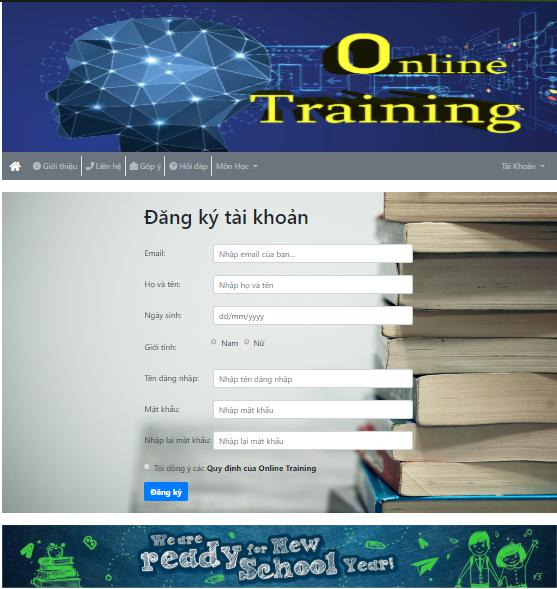 Online
Training
Giới thiệu Liên hệ Góp ý Hỏi đáp Môn Học Tài Khoản
Đăng ký tài khoản
Email: Nhập email của bạn...
Họ và tên: Nhập họ và tên
Ngày sinh: dd/mm/yyyy
Giới tính: Nam Nữ
Tên đăng nhập: Nhập tên đăng nhập
Mật khẩu: Nhập mật khẩu
Nhập lại mật khẩu: Nhập lại mật khẩu
Tôi đồng ý các Quy định của Online Training
Đăng ký
We are
ready for New
School Year!